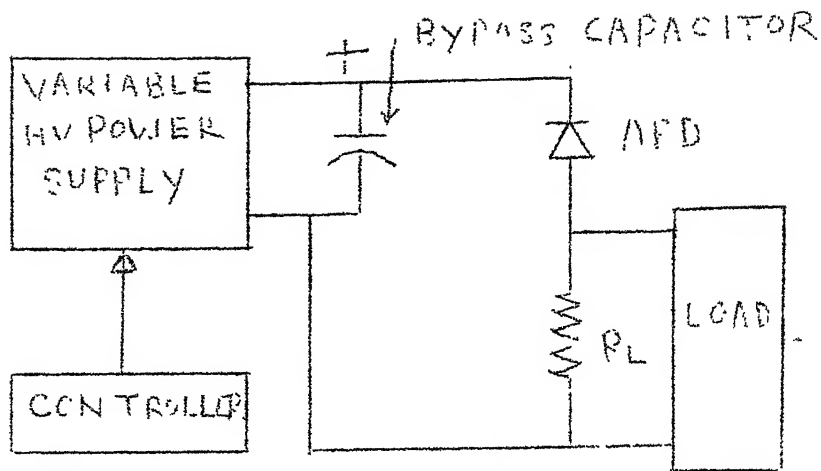 +
BYPASS CAPACITOR
VARIABLE
HV POWER
SUPPLY
APD
RL
LOAD
CONTROLLER